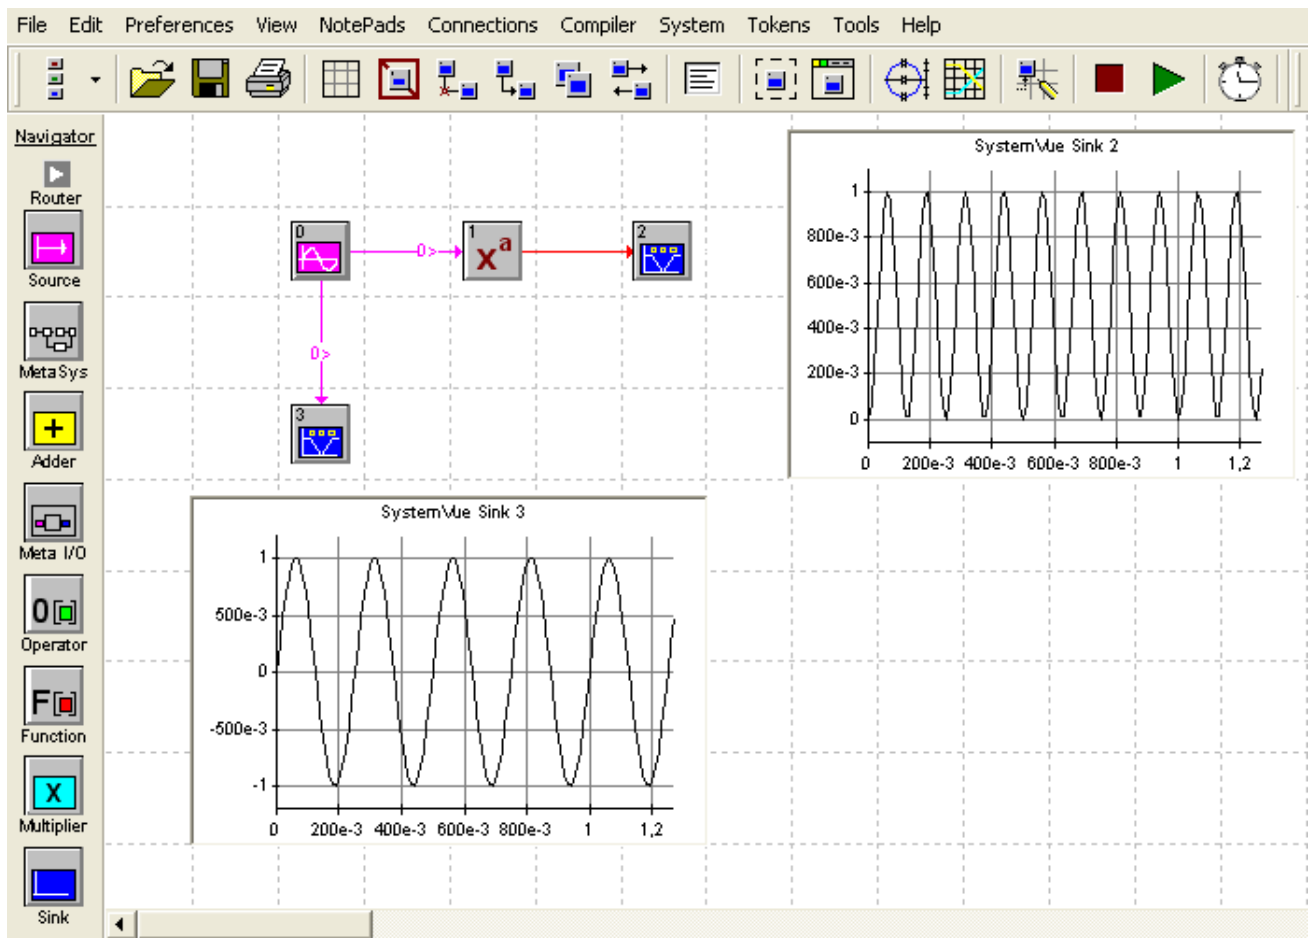 File Edit Preferences View NotePads Connections Compiler System Tokens Tools Help
Navigator
Router
Source
MetaSys
Adder
Meta I/O
Operator
Function
Multiplier
Sink
0
0>
1
x^a
2
0>
3
SystemVue Sink 2
1
800e-3
600e-3
400e-3
200e-3
0
0 200e-3 400e-3 600e-3 800e-3 1 1,2
SystemVue Sink 3
1
500e-3
0
-500e-3
-1
0 200e-3 400e-3 600e-3 800e-3 1 1,2
+
0[]
F[]
X